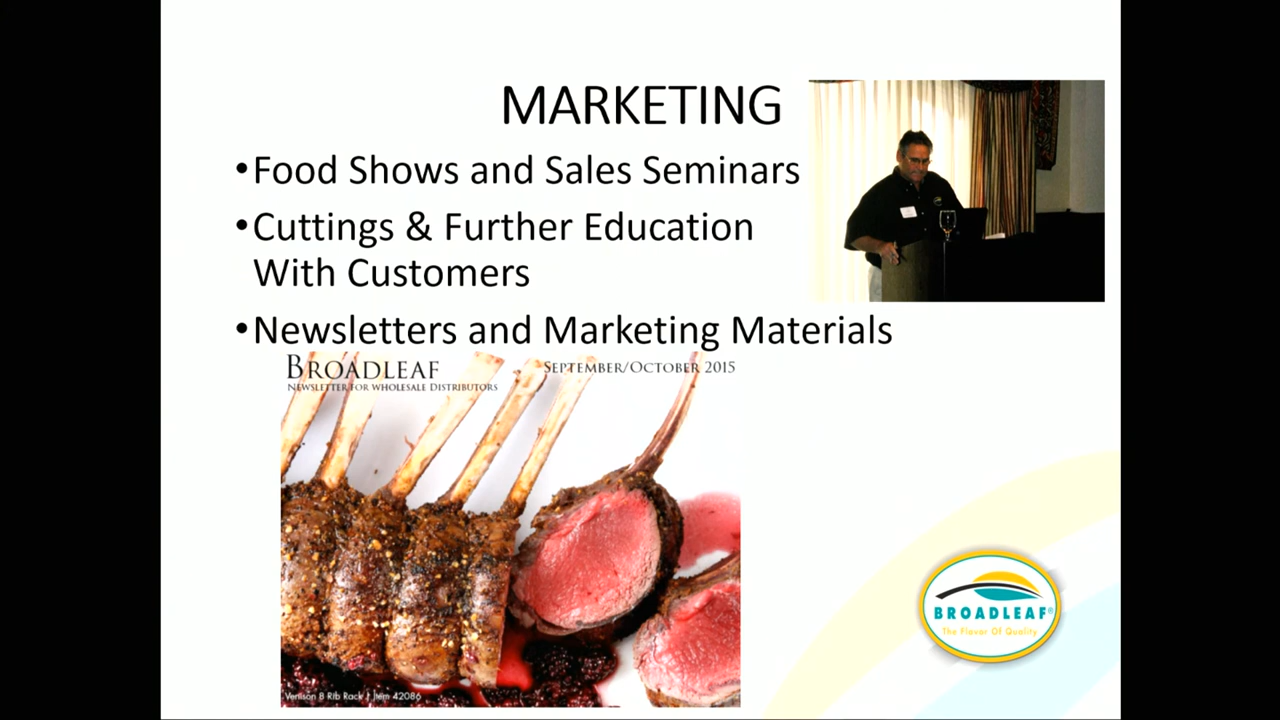 MARKETING
•Food Shows and Sales Seminars
•Cuttings & Further Education
With Customers
•Newsletters and Marketing Materials
BROADLEAF
NEWSLETTER FOR WHOLESALE DISTRIBUTORS
SEPTEMBER/OCTOBER 2015
Venison 8 Rib Rack | Item 42086
BROADLEAF®
The Flavor Of Quality